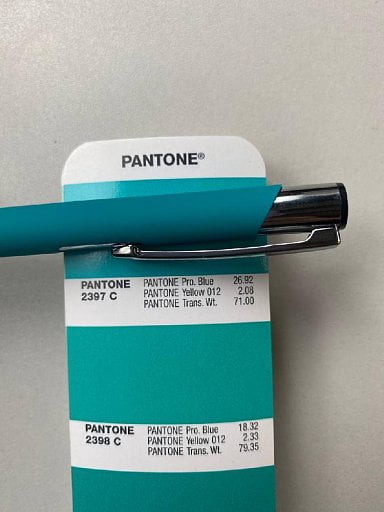 PANTONE®
PANTONE 2397 C
PANTONE Pro. Blue 26.92
PANTONE Yellow 012 2.08
PANTONE Trans. Wt. 71.00
PANTONE 2398 C
PANTONE Pro. Blue 18.32
PANTONE Yellow 012 2.33
PANTONE Trans. Wt. 79.35